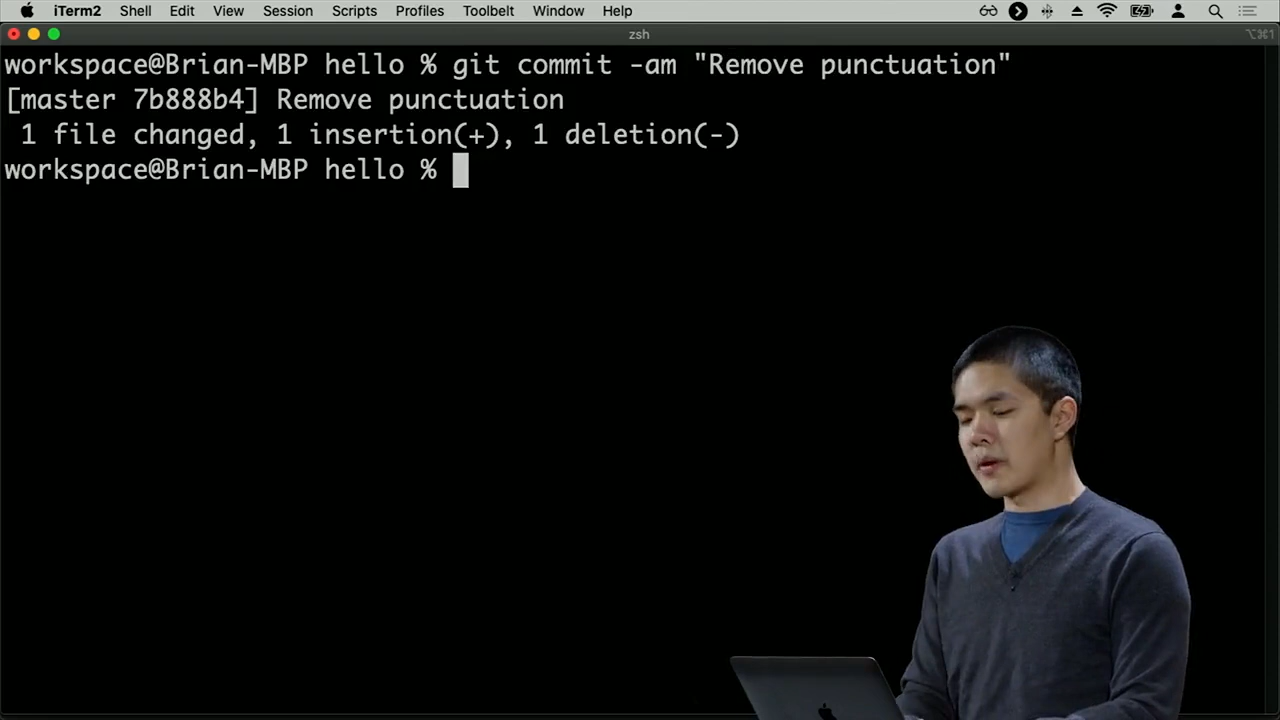 iTerm2 Shell Edit View Session Scripts Profiles Toolbelt Window Help
zsh
⌥⌘1
workspace@Brian-MBP hello % git commit -am "Remove punctuation"
[master 7b888b4] Remove punctuation
 1 file changed, 1 insertion(+), 1 deletion(-)
workspace@Brian-MBP hello %